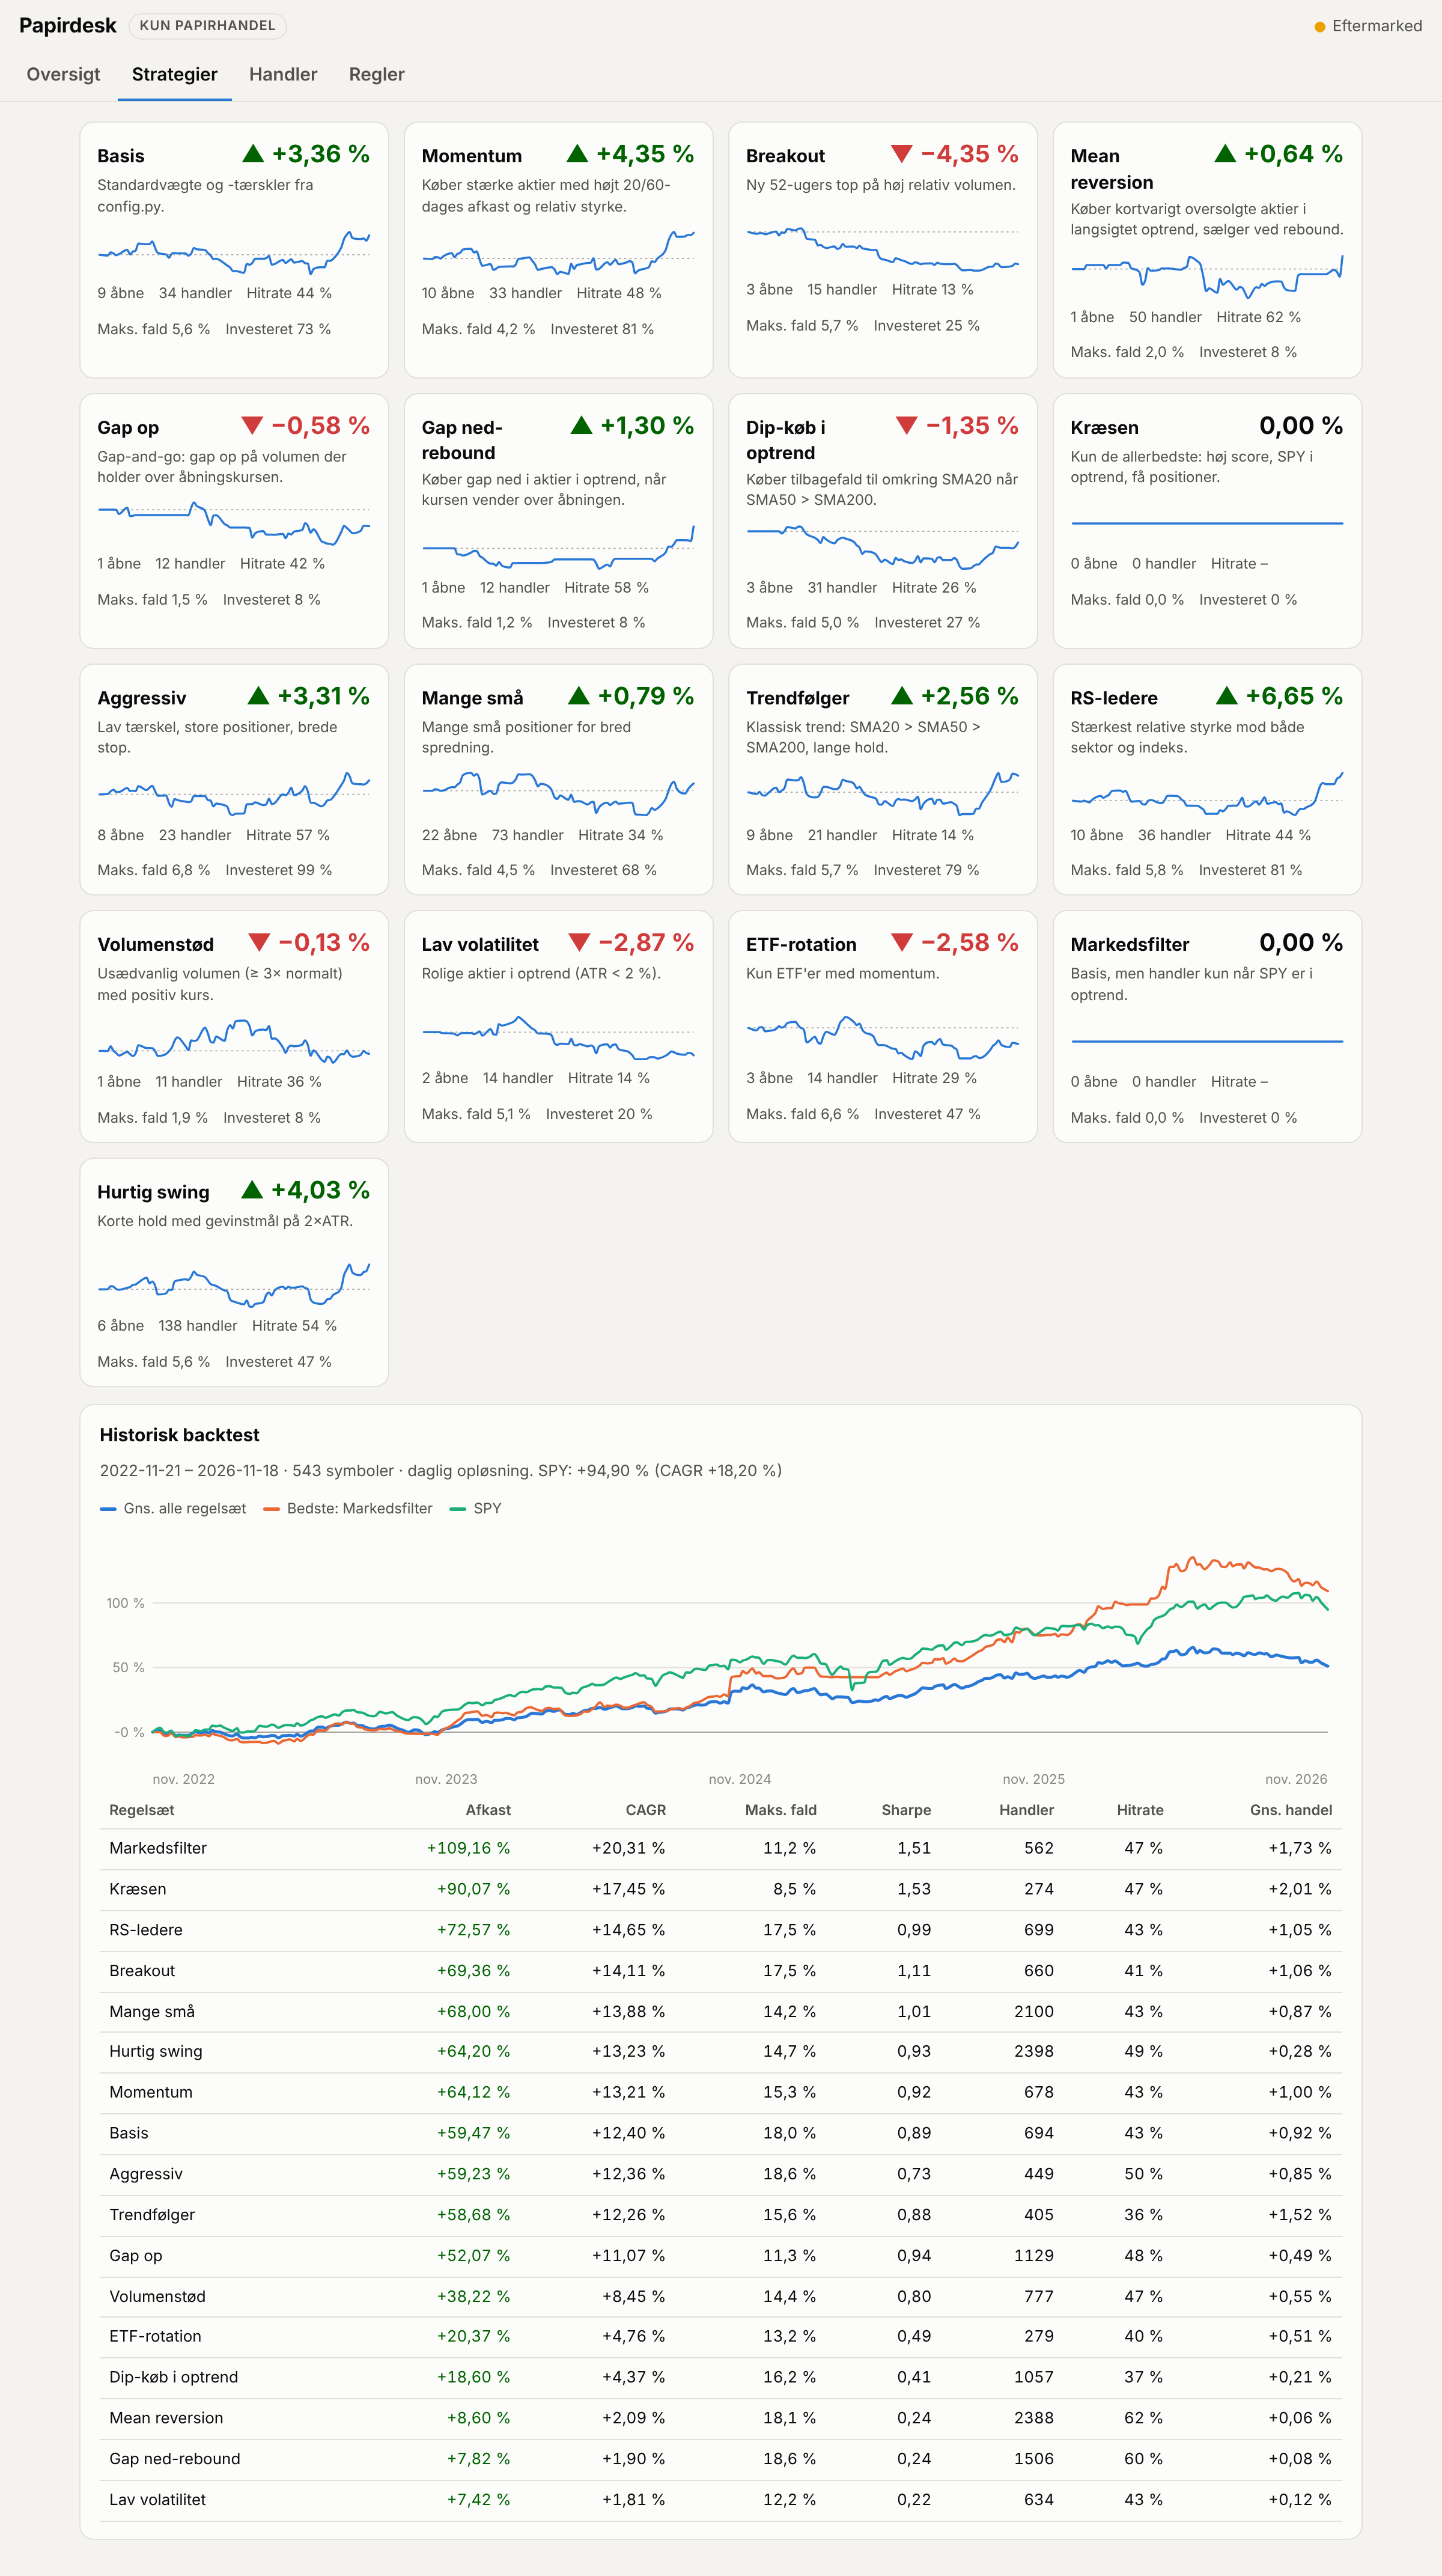 Papirdesk KUN PAPIRHANDEL Eftermarked
Oversigt Strategier Handler Regler
Basis ▲ +3,36 %
Standardvægte og -tærskler fra
config.py.
9 åbne 34 handler Hitrate 44 %
Maks. fald 5,6 % Investeret 73 %
Momentum ▲ +4,35 %
Køber stærke aktier med højt 20/60-
dages afkast og relativ styrke.
10 åbne 33 handler Hitrate 48 %
Maks. fald 4,2 % Investeret 81 %
Breakout ▼ −4,35 %
Ny 52-ugers top på høj relativ volumen.
3 åbne 15 handler Hitrate 13 %
Maks. fald 5,7 % Investeret 25 %
Mean ▲ +0,64 %
reversion
Køber kortvarigt oversolgte aktier i
langsigtet optrend, sælger ved rebound.
1 åbne 50 handler Hitrate 62 %
Maks. fald 2,0 % Investeret 8 %
Gap op ▼ −0,58 %
Gap-and-go: gap op på volumen der
holder over åbningskursen.
1 åbne 12 handler Hitrate 42 %
Maks. fald 1,5 % Investeret 8 %
Gap ned- ▲ +1,30 %
rebound
Køber gap ned i aktier i optrend, når
kursen vender over åbningen.
1 åbne 12 handler Hitrate 58 %
Maks. fald 1,2 % Investeret 8 %
Dip-køb i ▼ −1,35 %
optrend
Køber tilbagefald til omkring SMA20 når
SMA50 > SMA200.
3 åbne 31 handler Hitrate 26 %
Maks. fald 5,0 % Investeret 27 %
Kræsen 0,00 %
Kun de allerbedste: høj score, SPY i
optrend, få positioner.
0 åbne 0 handler Hitrate –
Maks. fald 0,0 % Investeret 0 %
Aggressiv ▲ +3,31 %
Lav tærskel, store positioner, brede
stop.
8 åbne 23 handler Hitrate 57 %
Maks. fald 6,8 % Investeret 99 %
Mange små ▲ +0,79 %
Mange små positioner for bred
spredning.
22 åbne 73 handler Hitrate 34 %
Maks. fald 4,5 % Investeret 68 %
Trendfølger ▲ +2,56 %
Klassisk trend: SMA20 > SMA50 >
SMA200, lange hold.
9 åbne 21 handler Hitrate 14 %
Maks. fald 5,7 % Investeret 79 %
RS-ledere ▲ +6,65 %
Stærkest relative styrke mod både
sektor og indeks.
10 åbne 36 handler Hitrate 44 %
Maks. fald 5,8 % Investeret 81 %
Volumenstød ▼ −0,13 %
Usædvanlig volumen (≥ 3× normalt)
med positiv kurs.
1 åbne 11 handler Hitrate 36 %
Maks. fald 1,9 % Investeret 8 %
Lav volatilitet ▼ −2,87 %
Rolige aktier i optrend (ATR < 2 %).
2 åbne 14 handler Hitrate 14 %
Maks. fald 5,1 % Investeret 20 %
ETF-rotation ▼ −2,58 %
Kun ETF'er med momentum.
3 åbne 14 handler Hitrate 29 %
Maks. fald 6,6 % Investeret 47 %
Markedsfilter 0,00 %
Basis, men handler kun når SPY er i
optrend.
0 åbne 0 handler Hitrate –
Maks. fald 0,0 % Investeret 0 %
Hurtig swing ▲ +4,03 %
Korte hold med gevinstmål på 2×ATR.
6 åbne 138 handler Hitrate 54 %
Maks. fald 5,6 % Investeret 47 %
Historisk backtest
2022-11-21 – 2026-11-18 · 543 symboler · daglig opløsning. SPY: +94,90 % (CAGR +18,20 %)
Gns. alle regelsæt Bedste: Markedsfilter SPY
100 %
50 %
-0 %
nov. 2022 nov. 2023 nov. 2024 nov. 2025 nov. 2026
Regelsæt Afkast CAGR Maks. fald Sharpe Handler Hitrate Gns. handel
Markedsfilter +109,16 % +20,31 % 11,2 % 1,51 562 47 % +1,73 %
Kræsen +90,07 % +17,45 % 8,5 % 1,53 274 47 % +2,01 %
RS-ledere +72,57 % +14,65 % 17,5 % 0,99 699 43 % +1,05 %
Breakout +69,36 % +14,11 % 17,5 % 1,11 660 41 % +1,06 %
Mange små +68,00 % +13,88 % 14,2 % 1,01 2100 43 % +0,87 %
Hurtig swing +64,20 % +13,23 % 14,7 % 0,93 2398 49 % +0,28 %
Momentum +64,12 % +13,21 % 15,3 % 0,92 678 43 % +1,00 %
Basis +59,47 % +12,40 % 18,0 % 0,89 694 43 % +0,92 %
Aggressiv +59,23 % +12,36 % 18,6 % 0,73 449 50 % +0,85 %
Trendfølger +58,68 % +12,26 % 15,6 % 0,88 405 36 % +1,52 %
Gap op +52,07 % +11,07 % 11,3 % 0,94 1129 48 % +0,49 %
Volumenstød +38,22 % +8,45 % 14,4 % 0,80 777 47 % +0,55 %
ETF-rotation +20,37 % +4,76 % 13,2 % 0,49 279 40 % +0,51 %
Dip-køb i optrend +18,60 % +4,37 % 16,2 % 0,41 1057 37 % +0,21 %
Mean reversion +8,60 % +2,09 % 18,1 % 0,24 2388 62 % +0,06 %
Gap ned-rebound +7,82 % +1,90 % 18,6 % 0,24 1506 60 % +0,08 %
Lav volatilitet +7,42 % +1,81 % 12,2 % 0,22 634 43 % +0,12 %